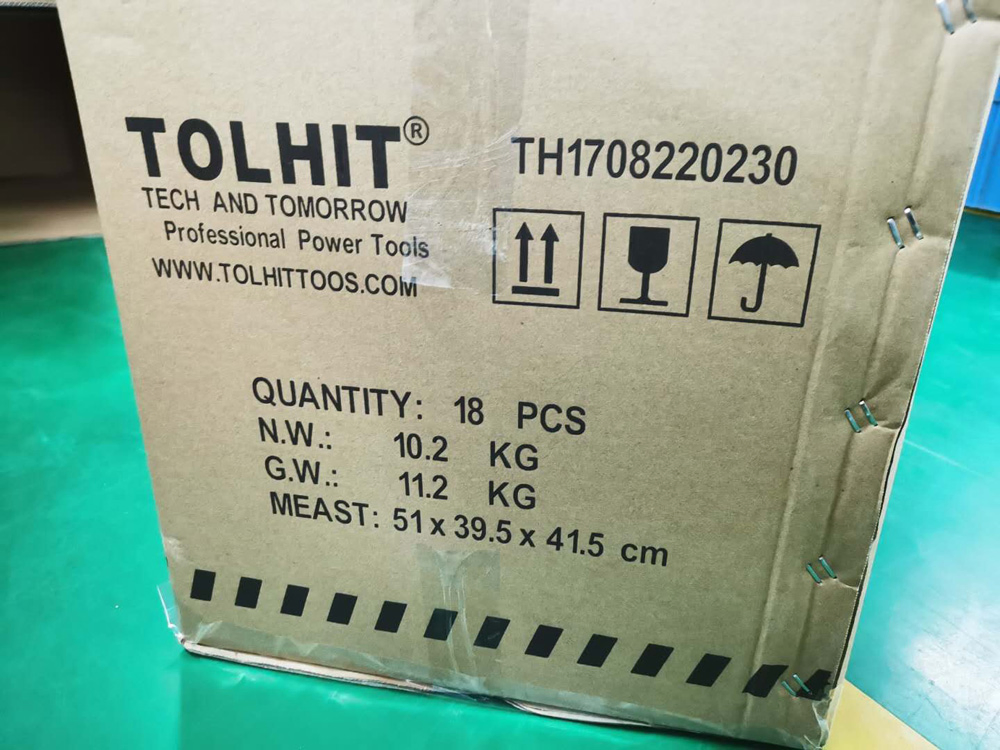 TOLHIT®
TECH AND TOMORROW
Professional Power Tools
WWW.TOLHITTOOS.COM
TH1708220230
QUANTITY: 18 PCS
N.W.: 10.2 KG
G.W.: 11.2 KG
MEAST: 51 x 39.5 x 41.5 cm